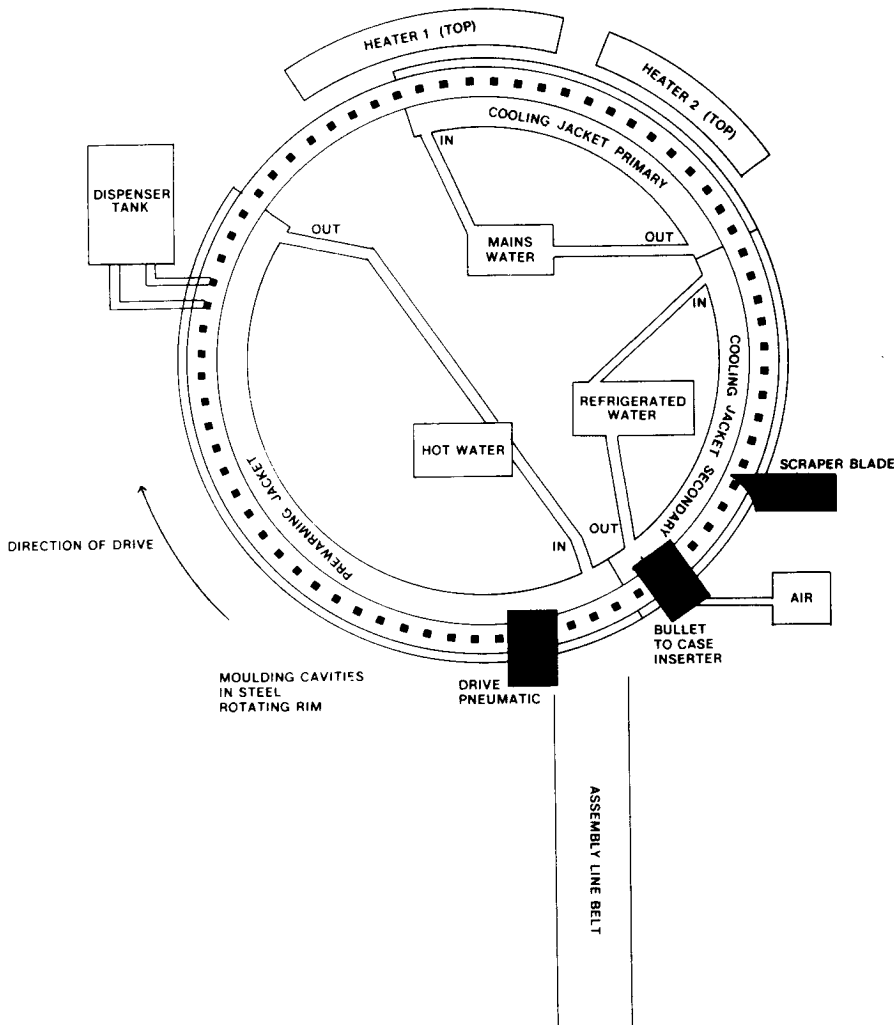 HEATER 1 (TOP)
HEATER 2 (TOP)
COOLING JACKET PRIMARY
IN
DISPENSER
TANK
OUT
MAINS
WATER
OUT
IN
COOLING JACKET SECONDARY
REFRIGERATED
WATER
HOT WATER
SCRAPER BLADE
PREWARMING JACKET
OUT
IN
DIRECTION OF DRIVE
AIR
BULLET
TO CASE
INSERTER
MOULDING CAVITIES
IN STEEL
ROTATING RIM
DRIVE
PNEUMATIC
ASSEMBLY LINE BELT